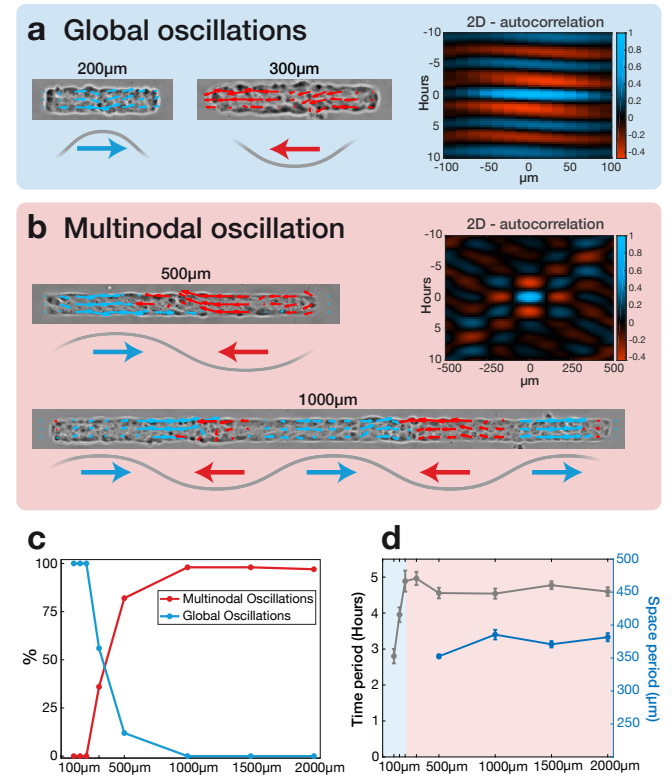 a Global oscillations
200µm
300µm
2D - autocorrelation
Hours
-10
-5
0
5
10
-100
-50
0
50
100
µm
1
0.8
0.6
0.4
0.2
0
-0.2
-0.4
b Multinodal oscillation
500µm
2D - autocorrelation
Hours
-10
-5
0
5
10
-500
-250
0
250
500
µm
1
0.8
0.6
0.4
0.2
0
-0.2
-0.4
1000µm
c
%
100
75
50
25
0
Multinodal Oscillations
Global Oscillations
100µm
500µm
1000µm
1500µm
2000µm
d
Time period (Hours)
5
4
3
2
1
0
Space period (µm)
500
450
400
350
300
250
100µm
500µm
1000µm
1500µm
2000µm